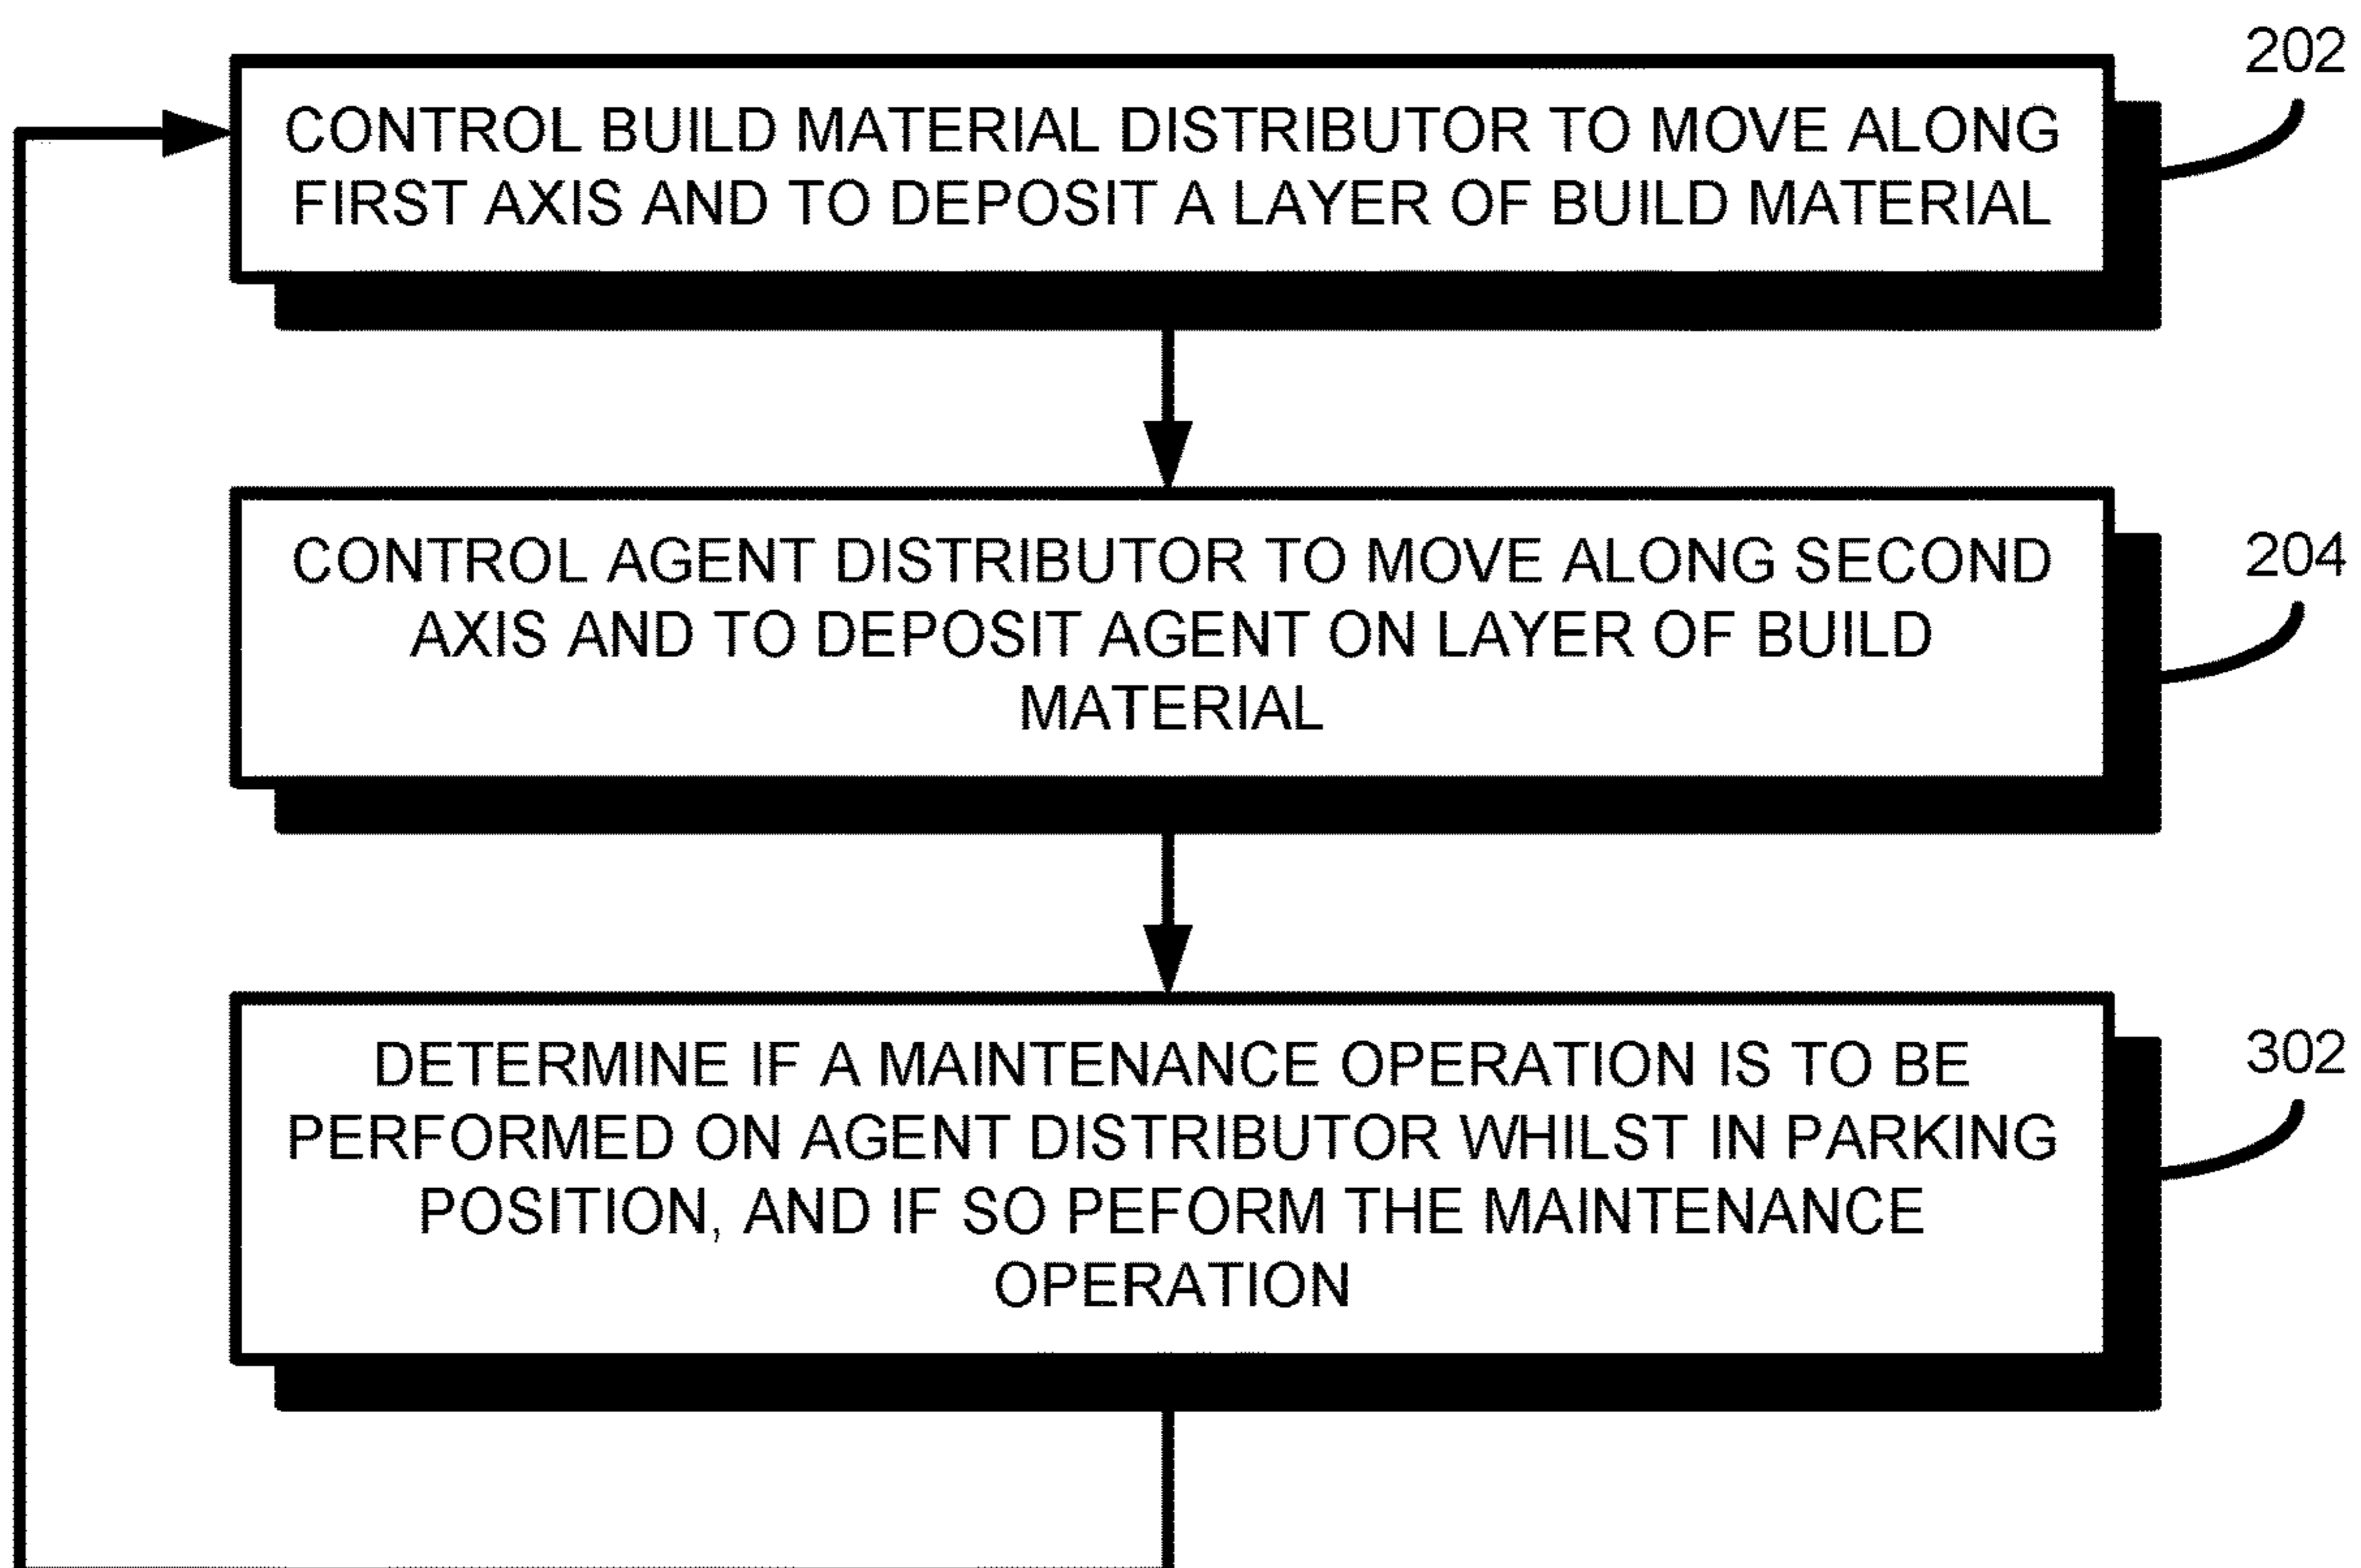 202
CONTROL BUILD MATERIAL DISTRIBUTOR TO MOVE ALONG
FIRST AXIS AND TO DEPOSIT A LAYER OF BUILD MATERIAL
204
CONTROL AGENT DISTRIBUTOR TO MOVE ALONG SECOND
AXIS AND TO DEPOSIT AGENT ON LAYER OF BUILD
MATERIAL
302
DETERMINE IF A MAINTENANCE OPERATION IS TO BE
PERFORMED ON AGENT DISTRIBUTOR WHILST IN PARKING
POSITION, AND IF SO PEFORM THE MAINTENANCE
OPERATION